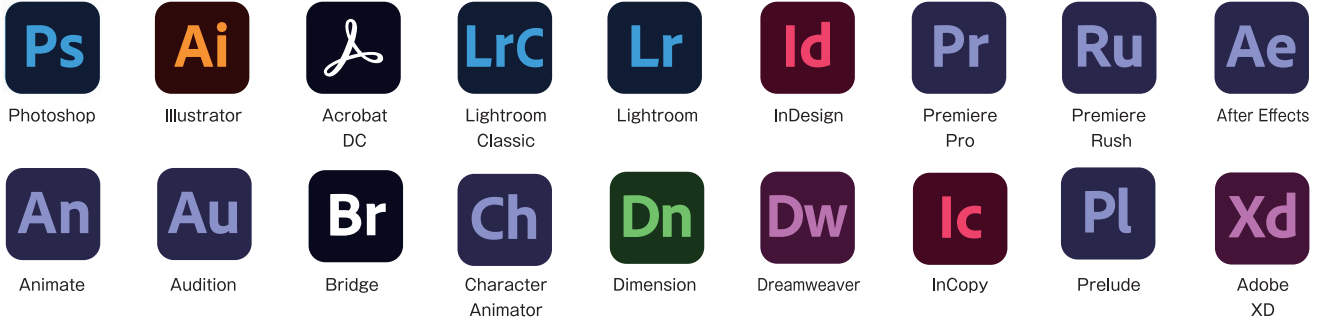 Ps Ai LrC Lr Id Pr Ru Ae
Photoshop Illustrator Acrobat Lightroom Lightroom InDesign Premiere Premiere After Effects
DC Classic Pro Rush
An Au Br Ch Dn Dw Ic Pl Xd
Animate Audition Bridge Character Dimension Dreamweaver InCopy Prelude Adobe
Animator XD